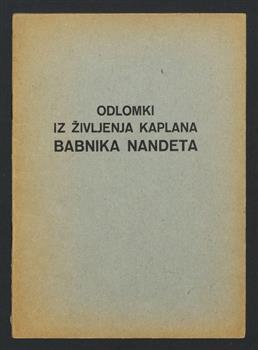 ODLOMKI
IZ ŽIVLJENJA KAPLANA
BABNIKA NANDETA